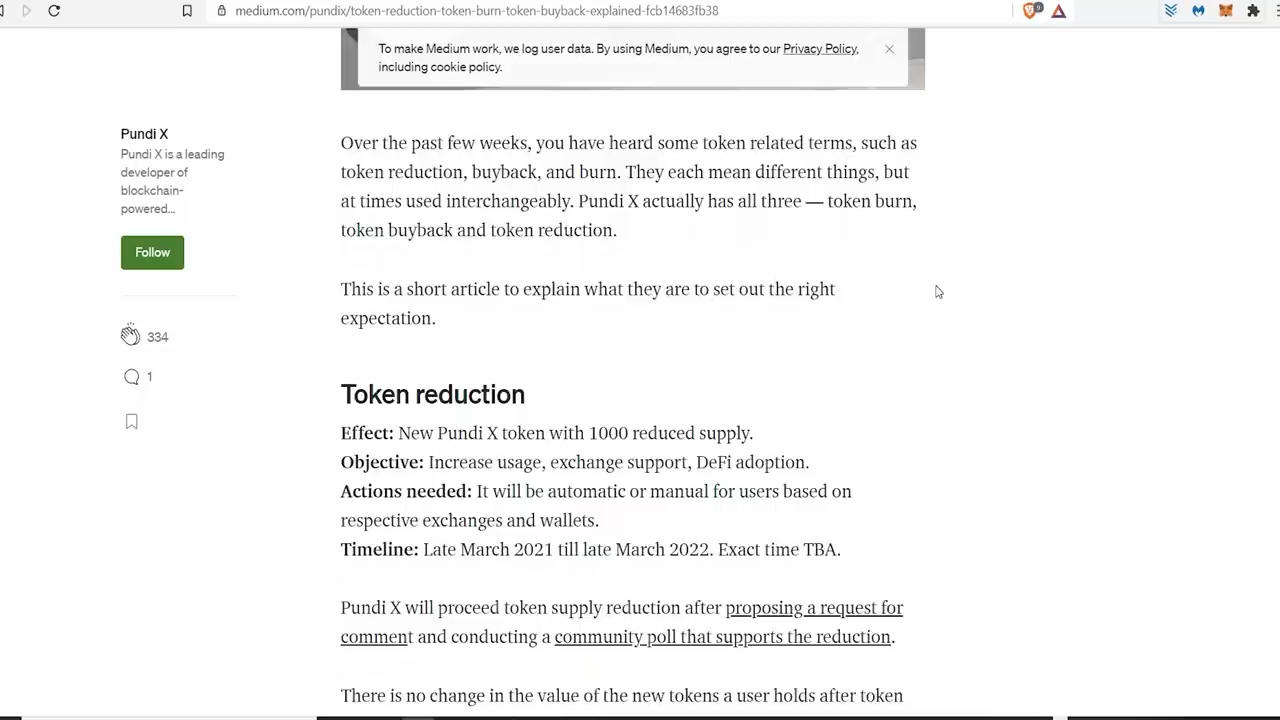 medium.com/pundix/token-reduction-token-burn-token-buyback-explained-fcb14683fb38
9
To make Medium work, we log user data. By using Medium, you agree to our Privacy Policy,
including cookie policy.
Pundi X
Pundi X is a leading
developer of
blockchain-
powered...
Follow
334
1
Over the past few weeks, you have heard some token related terms, such as
token reduction, buyback, and burn. They each mean different things, but
at times used interchangeably. Pundi X actually has all three — token burn,
token buyback and token reduction.
This is a short article to explain what they are to set out the right
expectation.
Token reduction
Effect: New Pundi X token with 1000 reduced supply.
Objective: Increase usage, exchange support, DeFi adoption.
Actions needed: It will be automatic or manual for users based on
respective exchanges and wallets.
Timeline: Late March 2021 till late March 2022. Exact time TBA.
Pundi X will proceed token supply reduction after proposing a request for
comment and conducting a community poll that supports the reduction.
There is no change in the value of the new tokens a user holds after token